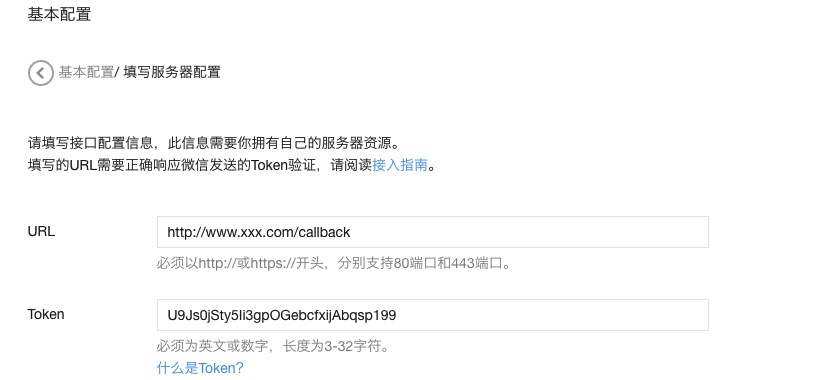 基本配置
基本配置/ 填写服务器配置
请填写接口配置信息，此信息需要你拥有自己的服务器资源。
填写的URL需要正确响应微信发送的Token验证，请阅读接入指南。
URL
http://www.xxx.com/callback
必须以http://或https://开头，分别支持80端口和443端口。
Token
U9Js0jSty5Ii3gpOGebcfxijAbqsp199
必须为英文或数字，长度为3-32字符。
什么是Token?